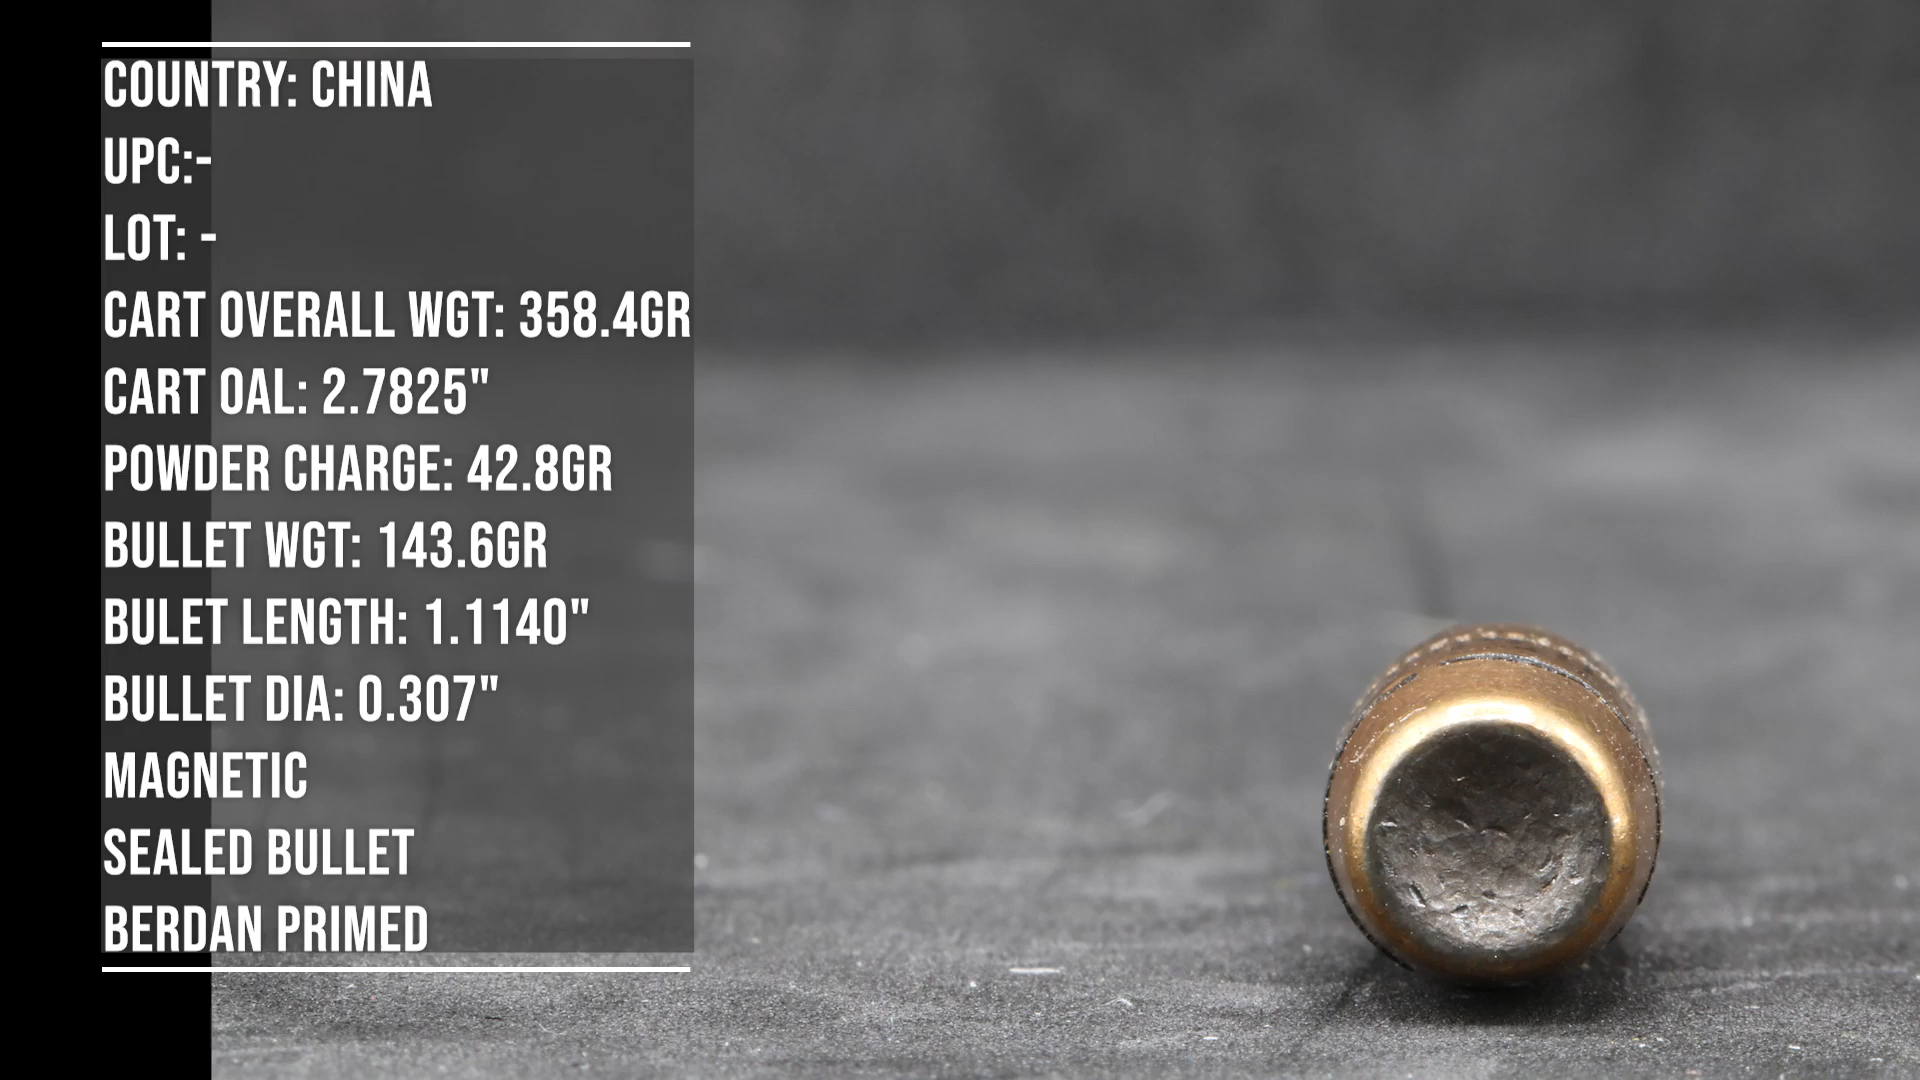 COUNTRY: CHINA
UPC:-
LOT: -
CART OVERALL WGT: 358.4GR
CART OAL: 2.7825"
POWDER CHARGE: 42.8GR
BULLET WGT: 143.6GR
BULET LENGTH: 1.1140"
BULLET DIA: 0.307"
MAGNETIC
SEALED BULLET
BERDAN PRIMED